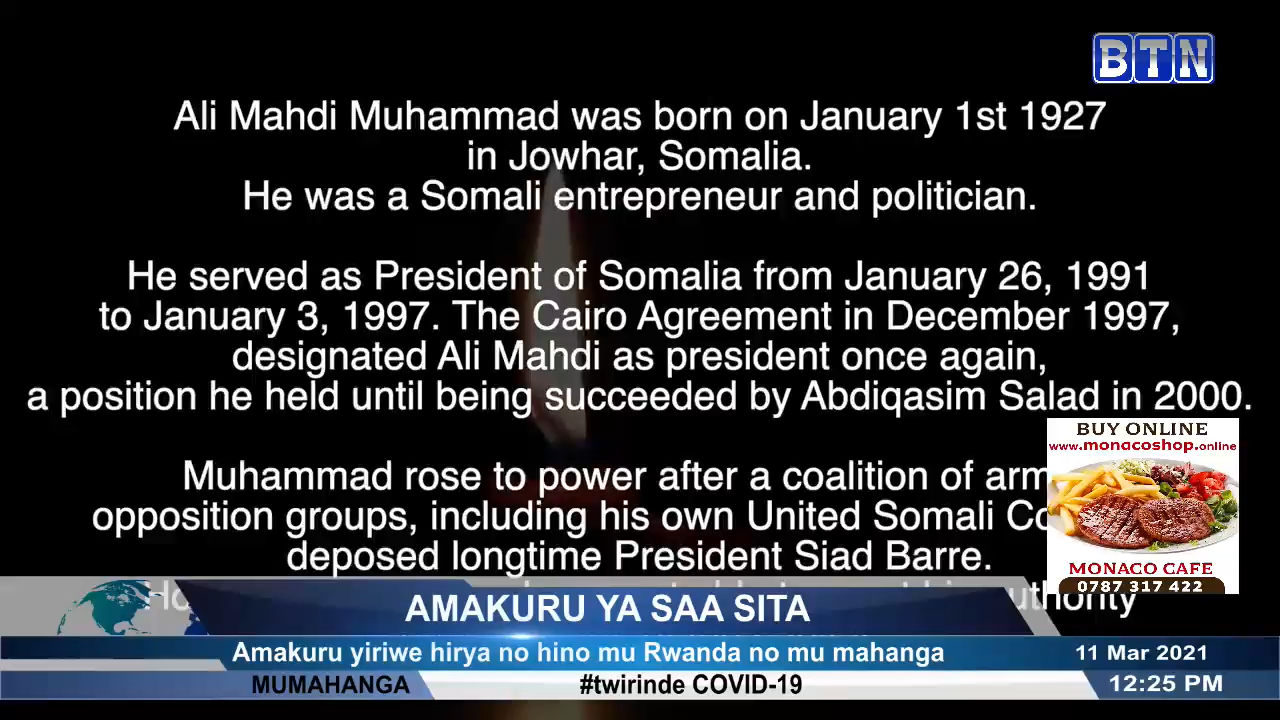 BTN
Ali Mahdi Muhammad was born on January 1st 1927
in Jowhar, Somalia.
He was a Somali entrepreneur and politician.
He served as President of Somalia from January 26, 1991
to January 3, 1997. The Cairo Agreement in December 1997,
designated Ali Mahdi as president once again,
a position he held until being succeeded by Abdiqasim Salad in 2000.
Muhammad rose to power after a coalition of
opposition groups, including his own United Somali
deposed longtime President Siad Barre.
BUY ONLINE
www.monacoshop.online
MONACO CAFE
0787 317 422
AMAKURU YA SAA SITA
Amakuru yiriwe hirya no hino mu Rwanda no mu mahanga
11 Mar 2021
MUMAHANGA
#twirinde COVID-19
12:25 PM